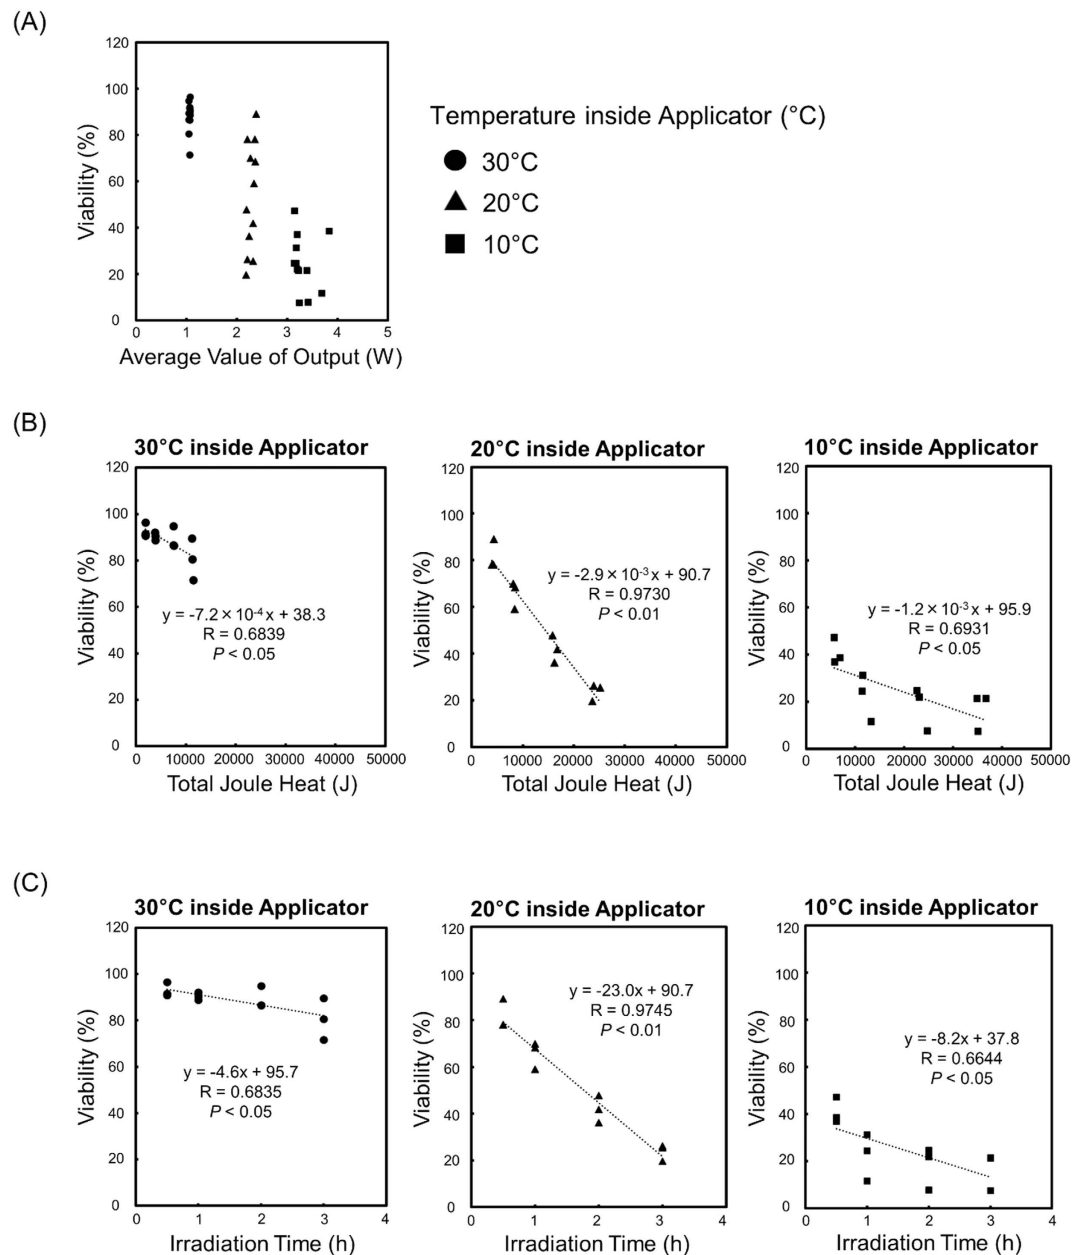 (A)
120
100
80
60
40
20
0
Viability (%)
0 1 2 3 4 5
Average Value of Output (W)
Temperature inside Applicator (°C)
30°C
20°C
10°C
(B)
30°C inside Applicator
120
100
80
60
40
20
0
Viability (%)
y = -7.2 × 10-4 x + 38.3
R = 0.6839
P < 0.05
0 10000 20000 30000 40000 50000
Total Joule Heat (J)
20°C inside Applicator
120
100
80
60
40
20
0
Viability (%)
y = -2.9 × 10-3 x + 90.7
R = 0.9730
P < 0.01
0 10000 20000 30000 40000 50000
Total Joule Heat (J)
10°C inside Applicator
120
100
80
60
40
20
0
Viability (%)
y = -1.2 × 10-3 x + 95.9
R = 0.6931
P < 0.05
0 10000 20000 30000 40000 50000
Total Joule Heat (J)
(C)
30°C inside Applicator
120
100
80
60
40
20
0
Viability (%)
y = -4.6x + 95.7
R = 0.6835
P < 0.05
0 1 2 3 4
Irradiation Time (h)
20°C inside Applicator
120
100
80
60
40
20
0
Viability (%)
y = -23.0x + 90.7
R = 0.9745
P < 0.01
0 1 2 3 4
Irradiation Time (h)
10°C inside Applicator
120
100
80
60
40
20
0
Viability (%)
y = -8.2x + 37.8
R = 0.6644
P < 0.05
0 1 2 3 4
Irradiation Time (h)